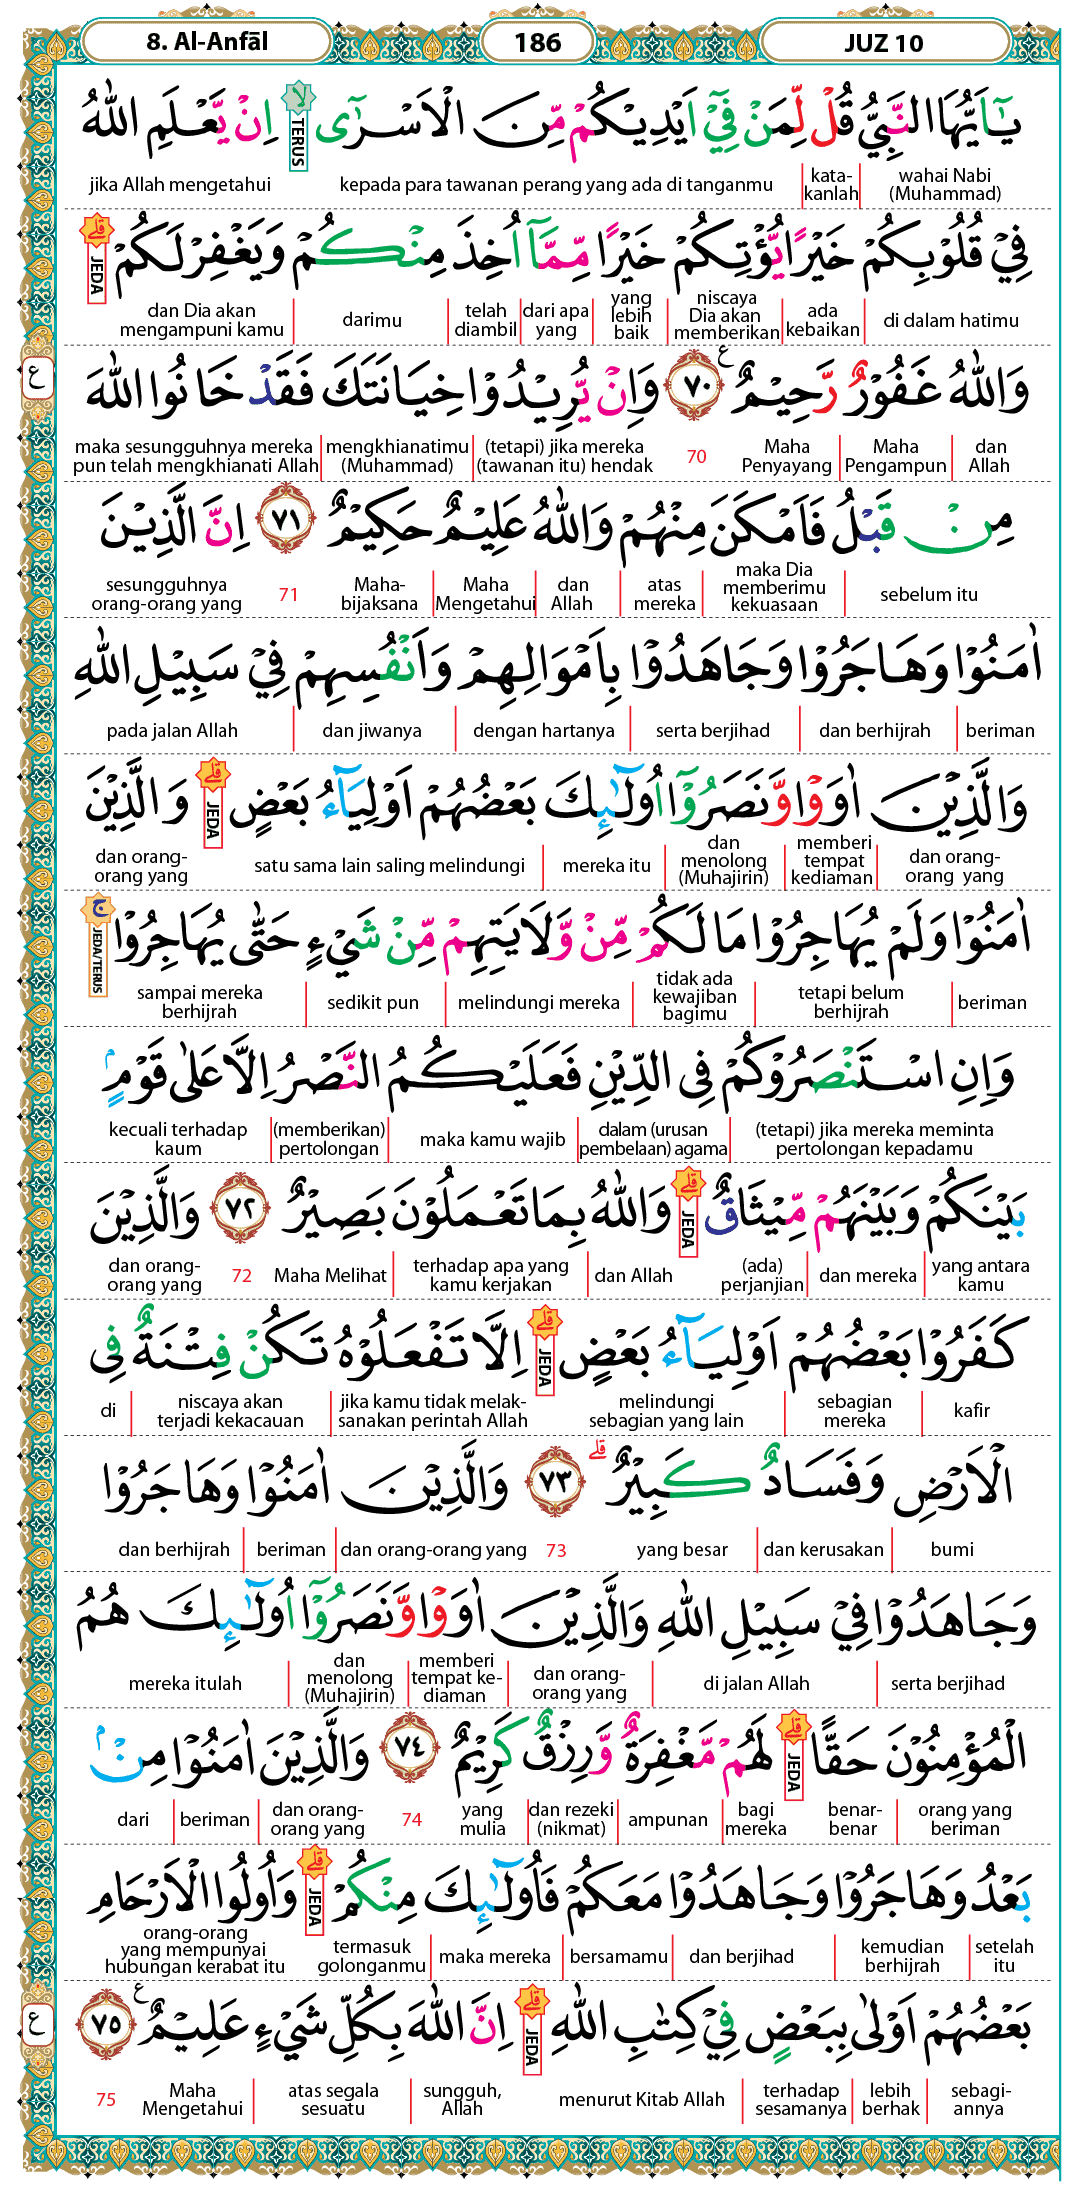 8. Al-Anfāl 186 JUZ 10
يٰٓاَيُّهَا النَّبِيُّ قُلْ لِّمَنْ فِيْٓ اَيْدِيْكُمْ مِّنَ الْاَسْرٰٓىۙ اِنْ يَّعْلَمِ اللّٰهُ
TERUS
wahai Nabi (Muhammad) | kata-kanlah | kepada para tawanan perang yang ada di tanganmu | jika Allah mengetahui
فِيْ قُلُوْبِكُمْ خَيْرًا يُّؤْتِكُمْ خَيْرًا مِّمَّآ اُخِذَ مِنْكُمْ وَيَغْفِرْ لَكُمْۗ
JEDA
di dalam hatimu | ada kebaikan | niscaya Dia akan memberikan | yang lebih baik | dari apa yang | telah diambil | darimu | dan Dia akan mengampuni kamu
وَاللّٰهُ غَفُوْرٌ رَّحِيْمٌ ٧٠ وَاِنْ يُّرِيْدُوْا خِيَانَتَكَ فَقَدْ خَانُوا اللّٰهَ
ع
dan Allah | Maha Pengampun | Maha Penyayang 70 (tetapi) jika mereka (tawanan itu) hendak | mengkhianatimu (Muhammad) | maka sesungguhnya mereka pun telah mengkhianati Allah
مِنْ قَبْلُ فَاَمْكَنَ مِنْهُمْ وَاللّٰهُ عَلِيْمٌ حَكِيْمٌ ٧١ اِنَّ الَّذِيْنَ
sebelum itu | maka Dia memberimu kekuasaan | atas mereka | dan Allah | Maha Mengetahui | Maha-bijaksana 71 sesungguhnya orang-orang yang
اٰمَنُوْا وَهَاجَرُوْا وَجَاهَدُوْا بِاَمْوَالِهِمْ وَاَنْفُسِهِمْ فِيْ سَبِيْلِ اللّٰهِ
beriman | dan berhijrah | serta berjihad | dengan hartanya | dan jiwanya | pada jalan Allah
وَالَّذِيْنَ اٰوَوْا وَّنَصَرُوْٓا اُولٰۤىِٕكَ بَعْضُهُمْ اَوْلِيَاۤءُ بَعْضٍۗ وَالَّذِيْنَ
JEDA
dan orang-orang yang | memberi tempat kediaman | dan menolong (Muhajirin) | mereka itu | satu sama lain saling melindungi dan orang-orang yang
اٰمَنُوْا وَلَمْ يُهَاجِرُوْا مَا لَكُمْ مِّنْ وَّلَايَتِهِمْ مِّنْ شَيْءٍ حَتّٰى يُهَاجِرُوْاۚ
JEDA/TERUS
beriman | tetapi belum berhijrah | tidak ada kewajiban bagimu | melindungi mereka | sedikit pun | sampai mereka berhijrah
وَاِنِ اسْتَنْصَرُوْكُمْ فِى الدِّيْنِ فَعَلَيْكُمُ النَّصْرُ اِلَّا عَلٰى قَوْمٍۢ
(tetapi) jika mereka meminta pertolongan kepadamu | dalam (urusan pembelaan) agama | maka kamu wajib | (memberikan) pertolongan | kecuali terhadap kaum
بَيْنَكُمْ وَبَيْنَهُمْ مِّيْثَاقٌۗ وَاللّٰهُ بِمَا تَعْمَلُوْنَ بَصِيْرٌ ٧٢ وَالَّذِيْنَ
JEDA
yang antara kamu | dan mereka | (ada) perjanjian dan Allah | terhadap apa yang kamu kerjakan | Maha Melihat 72 dan orang-orang yang
كَفَرُوْا بَعْضُهُمْ اَوْلِيَاۤءُ بَعْضٍۗ اِلَّا تَفْعَلُوْهُ تَكُنْ فِتْنَةٌ فِى
JEDA
kafir | sebagian mereka | melindungi sebagian yang lain jika kamu tidak melak-sanakan perintah Allah | niscaya akan terjadi kekacauan | di
الْاَرْضِ وَفَسَادٌ كَبِيْرٌۗ ٧٣ وَالَّذِيْنَ اٰمَنُوْا وَهَاجَرُوْا
bumi | dan kerusakan | yang besar 73 dan orang-orang yang | beriman | dan berhijrah
وَجَاهَدُوْا فِيْ سَبِيْلِ اللّٰهِ وَالَّذِيْنَ اٰوَوْا وَّنَصَرُوْٓا اُولٰۤىِٕكَ هُمُ
serta berjihad | di jalan Allah | dan orang-orang yang | memberi tempat ke-diaman | dan menolong (Muhajirin) | mereka itulah
الْمُؤْمِنُوْنَ حَقًّاۗ لَهُمْ مَّغْفِرَةٌ وَّرِزْقٌ كَرِيْمٌ ٧٤ وَالَّذِيْنَ اٰمَنُوْا مِنْۢ
JEDA
orang yang beriman | benar-benar bagi mereka | ampunan | dan rezeki (nikmat) | yang mulia 74 dan orang-orang yang | beriman | dari
بَعْدُ وَهَاجَرُوْا وَجَاهَدُوْا مَعَكُمْ فَاُولٰۤىِٕكَ مِنْكُمْۗ وَاُولُوا الْاَرْحَامِ
JEDA
setelah itu | kemudian berhijrah | dan berjihad | bersamamu | maka mereka | termasuk golonganmu orang-orang yang mempunyai hubungan kerabat itu
بَعْضُهُمْ اَوْلٰى بِبَعْضٍ فِيْ كِتٰبِ اللّٰهِۗ اِنَّ اللّٰهَ بِكُلِّ شَيْءٍ عَلِيْمٌ ٧٥
JEDA
ع
sebagi-annya | lebih berhak | terhadap sesamanya | menurut Kitab Allah sungguh, Allah | atas segala sesuatu | Maha Mengetahui 75